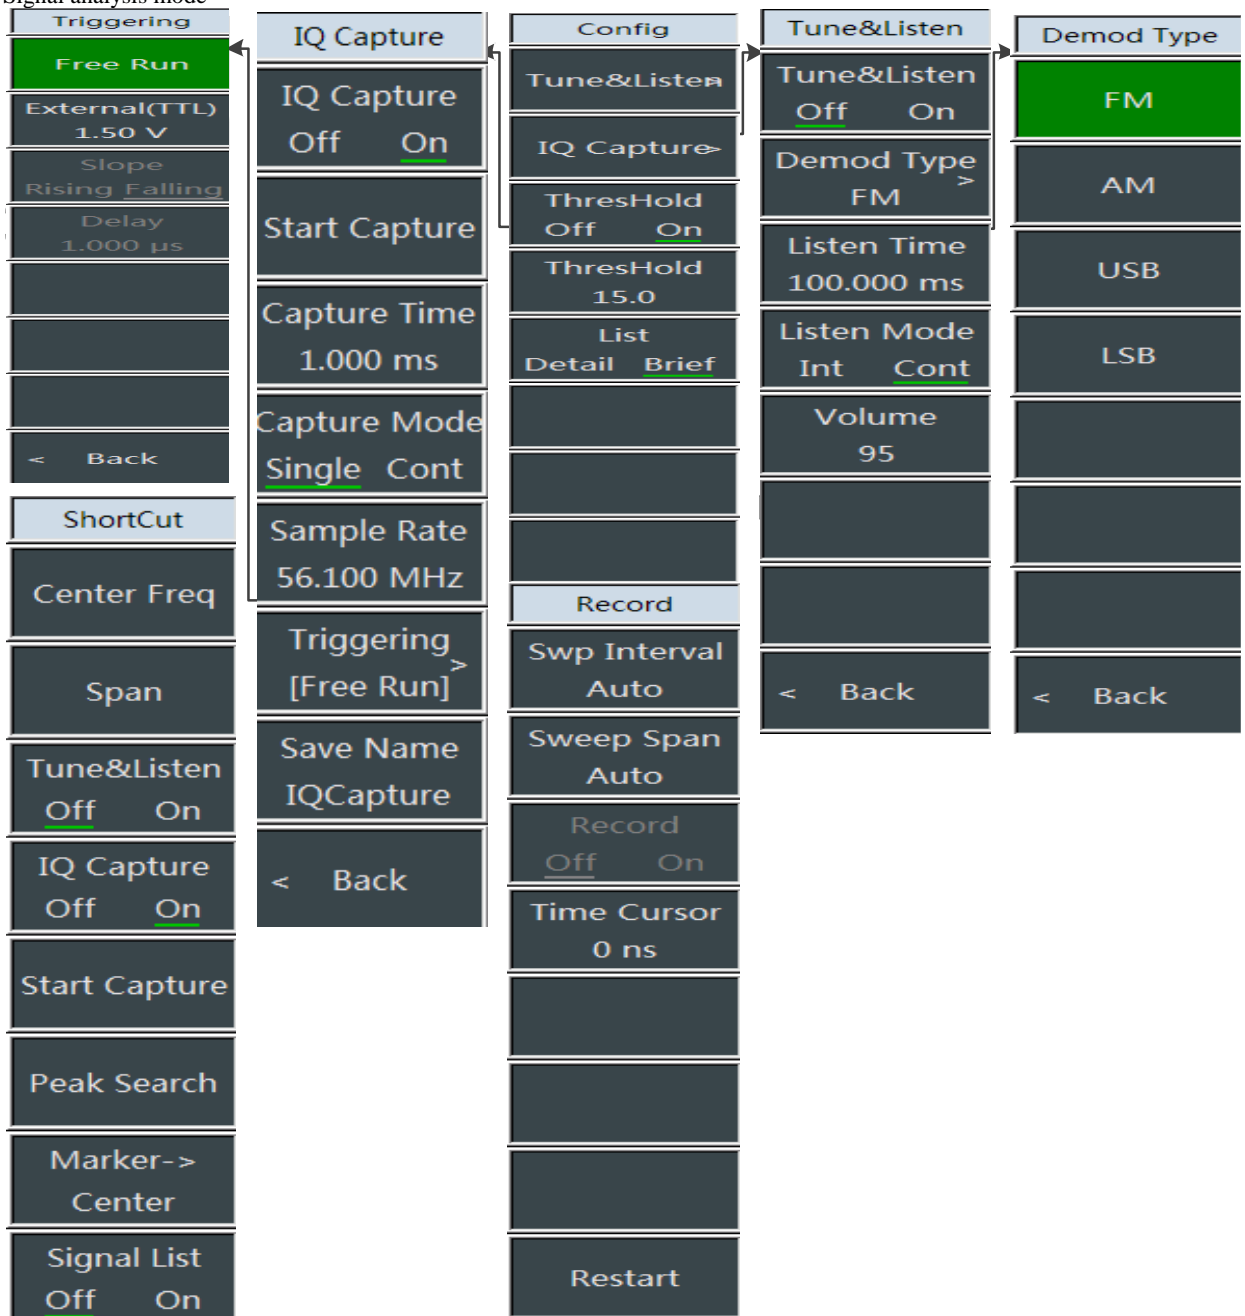 Signal analysis mode
Triggering
Free Run
External(TTL)
1.50 V
Slope
Rising Falling
Delay
1.000 µs
< Back
IQ Capture
IQ Capture
Off On
Start Capture
Capture Time
1.000 ms
Capture Mode
Single Cont
Sample Rate
56.100 MHz
Triggering
>
[Free Run]
Save Name
IQCapture
< Back
Config
Tune&Listen>
IQ Capture>
ThresHold
Off On
ThresHold
15.0
List
Detail Brief
Tune&Listen
Tune&Listen
Off On
Demod Type
>
FM
Listen Time
100.000 ms
Listen Mode
Int Cont
Volume
95
< Back
Demod Type
FM
AM
USB
LSB
< Back
ShortCut
Center Freq
Span
Tune&Listen
Off On
IQ Capture
Off On
Start Capture
Peak Search
Marker->
Center
Signal List
Off On
Record
Swp Interval
Auto
Sweep Span
Auto
Record
Off On
Time Cursor
0 ns
Restart